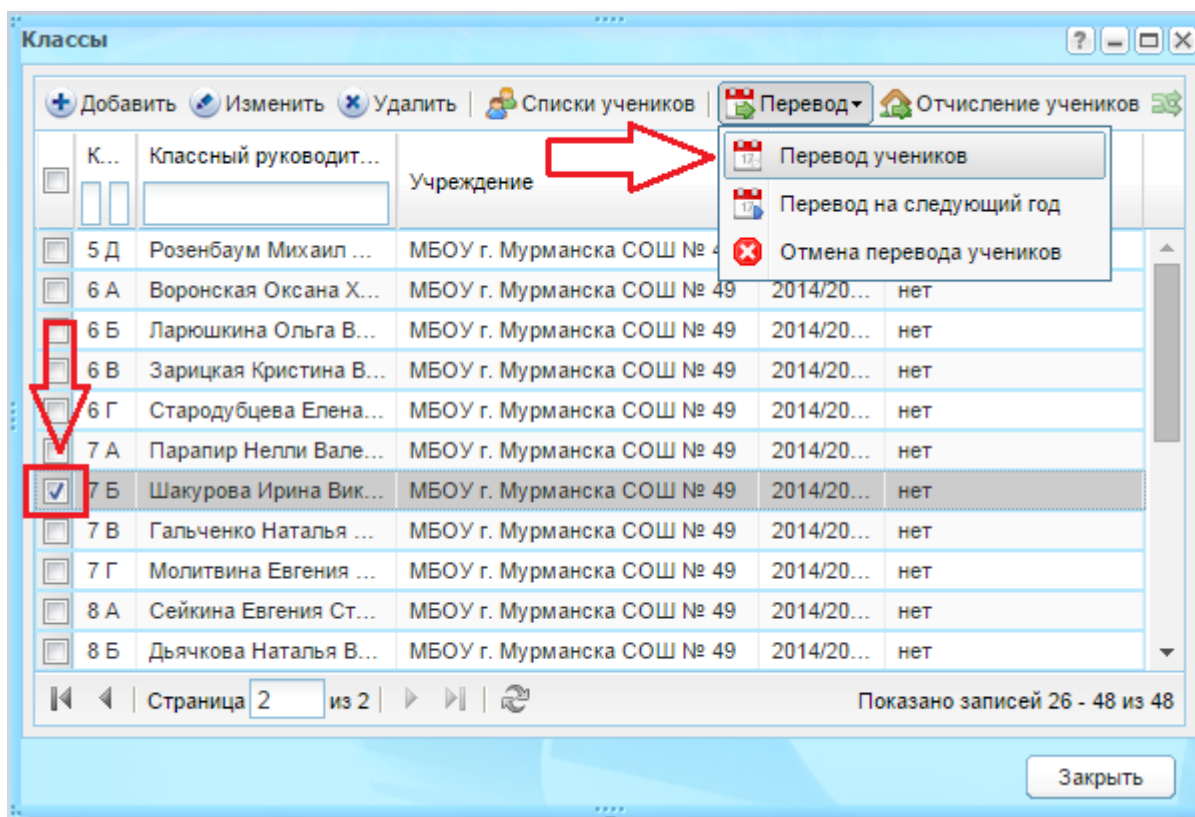 Классы
Добавить Изменить Удалить Списки учеников Перевод Отчисление учеников
К... Классный руководит... Учреждение
Перевод учеников
Перевод на следующий год
Отмена перевода учеников
5 Д Розенбаум Михаил ... МБОУ г. Мурманска СОШ №
6 А Воронская Оксана Х... МБОУ г. Мурманска СОШ № 49 2014/20... нет
6 Б Ларюшкина Ольга В... МБОУ г. Мурманска СОШ № 49 2014/20... нет
6 В Зарицкая Кристина В... МБОУ г. Мурманска СОШ № 49 2014/20... нет
6 Г Стародубцева Елена... МБОУ г. Мурманска СОШ № 49 2014/20... нет
7 А Парапир Нелли Вале... МБОУ г. Мурманска СОШ № 49 2014/20... нет
7 Б Шакурова Ирина Вик... МБОУ г. Мурманска СОШ № 49 2014/20... нет
7 В Гальченко Наталья ... МБОУ г. Мурманска СОШ № 49 2014/20... нет
7 Г Молитвина Евгения ... МБОУ г. Мурманска СОШ № 49 2014/20... нет
8 А Сейкина Евгения Ст... МБОУ г. Мурманска СОШ № 49 2014/20... нет
8 Б Дьячкова Наталья В... МБОУ г. Мурманска СОШ № 49 2014/20... нет
Страница 2 из 2 Показано записей 26 - 48 из 48
Закрыть